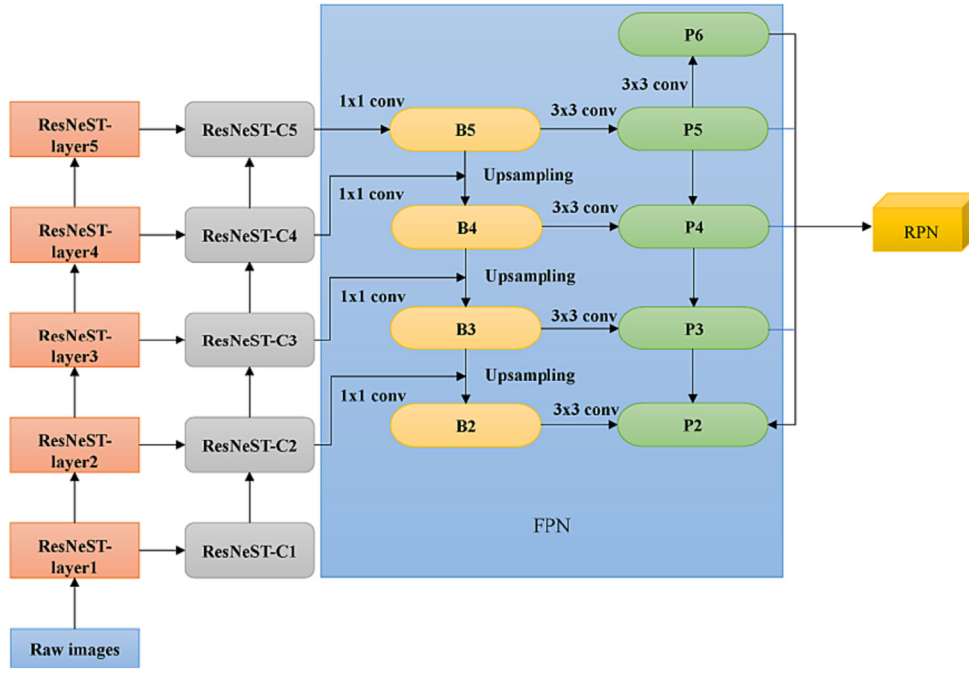 P6
3x3 conv
1x1 conv
3x3 conv
ResNeST-
layer5
ResNeST-C5
B5
P5
Upsampling
1x1 conv
3x3 conv
ResNeST-
layer4
ResNeST-C4
B4
P4
RPN
Upsampling
1x1 conv
3x3 conv
ResNeST-
layer3
ResNeST-C3
B3
P3
Upsampling
1x1 conv
3x3 conv
ResNeST-
layer2
ResNeST-C2
B2
P2
FPN
ResNeST-
layer1
ResNeST-C1
Raw images